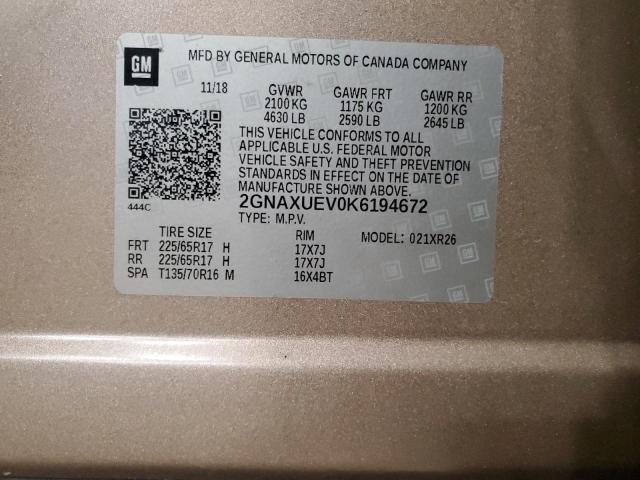 GM
MFD BY GENERAL MOTORS OF CANADA COMPANY
11/18 GVWR GAWR FRT GAWR RR
2100 KG 1175 KG 1200 KG
4630 LB 2590 LB 2645 LB
THIS VEHICLE CONFORMS TO ALL
APPLICABLE U.S. FEDERAL MOTOR
VEHICLE SAFETY AND THEFT PREVENTION
STANDARDS IN EFFECT ON THE DATE OF
MANUFACTURE SHOWN ABOVE.
444C 2GNAXUEV0K6194672
TYPE: M.P.V.
TIRE SIZE RIM MODEL: 021XR26
FRT 225/65R17 H 17X7J
RR 225/65R17 H 17X7J
SPA T135/70R16 M 16X4BT